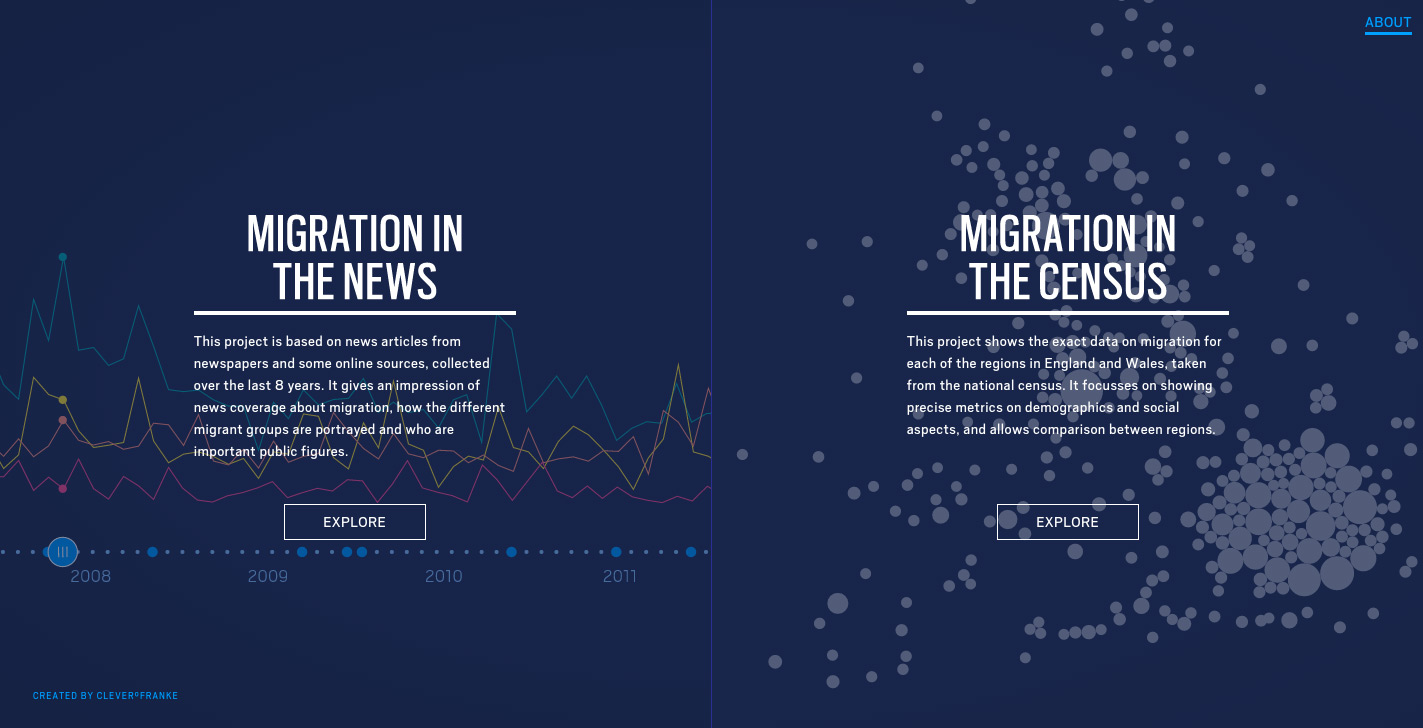 ABOUT
MIGRATION IN
THE NEWS
This project is based on news articles from
newspapers and some online sources, collected
over the last 8 years. It gives an impression of
news coverage about migration, how the different
migrant groups are portrayed and who are
important public figures.
EXPLORE
2008 2009 2010 2011
CREATED BY CLEVER°FRANKE
MIGRATION IN
THE CENSUS
This project shows the exact data on migration for
each of the regions in England and Wales, taken
from the national census. It focusses on showing
precise metrics on demographics and social
aspects, and allows comparison between regions.
EXPLORE